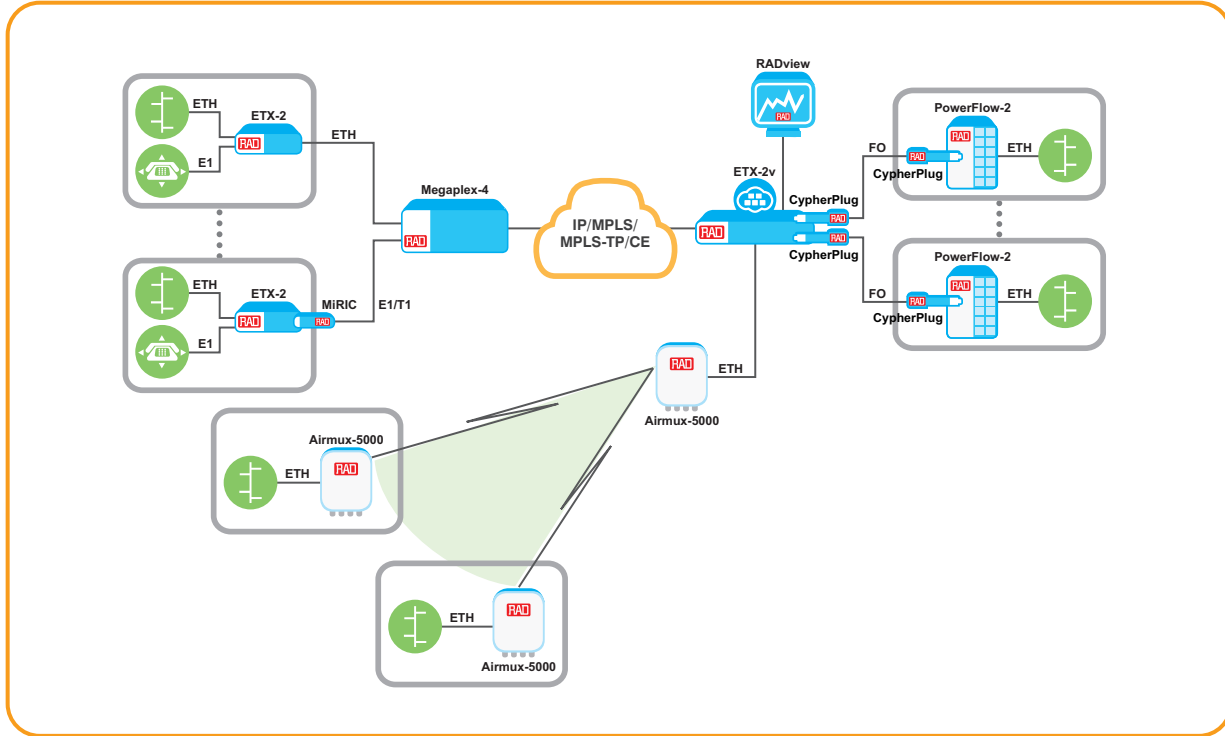 RADview
RAD
ETH
ETX-2
RAD
E1
ETH
Megaplex-4
RAD
IP/MPLS/
MPLS-TP/CE
ETX-2v
RAD
CypherPlug
RAD
RAD
CypherPlug
PowerFlow-2
FO
RAD
RAD
CypherPlug
ETH
ETH
ETX-2
MiRIC
RAD
RAD
E1
E1/T1
PowerFlow-2
FO
RAD
RAD
CypherPlug
ETH
RAD
ETH
Airmux-5000
Airmux-5000
RAD
ETH
RAD
ETH
Airmux-5000